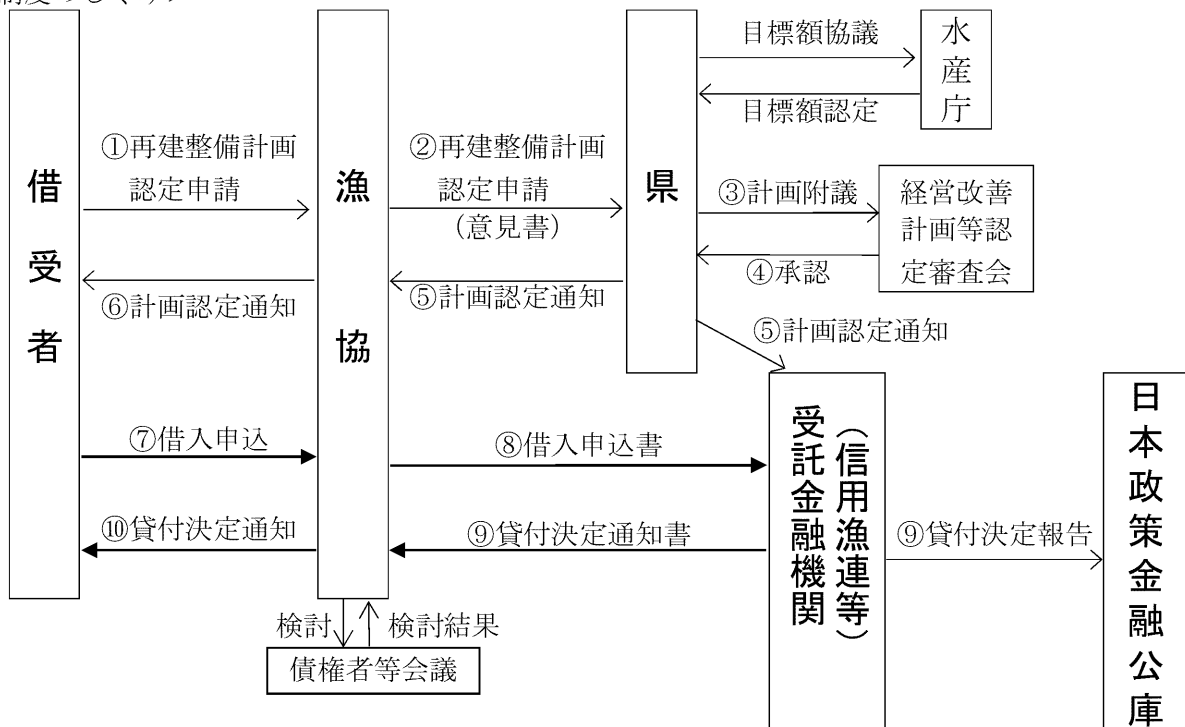 制度のしくみ
目標額協議
水産庁
目標額認定
①再建整備計画
認定申請
②再建整備計画
認定申請
(意見書)
借受者
漁協
県
③計画附議
経営改善
計画等認
定審査会
④承認
⑥計画認定通知
⑤計画認定通知
⑤計画認定通知
⑦借入申込
⑧借入申込書
受託金融機関
(信用漁連等)
日本政策金融公庫
⑩貸付決定通知
⑨貸付決定通知書
⑨貸付決定報告
検討
検討結果
債権者等会議